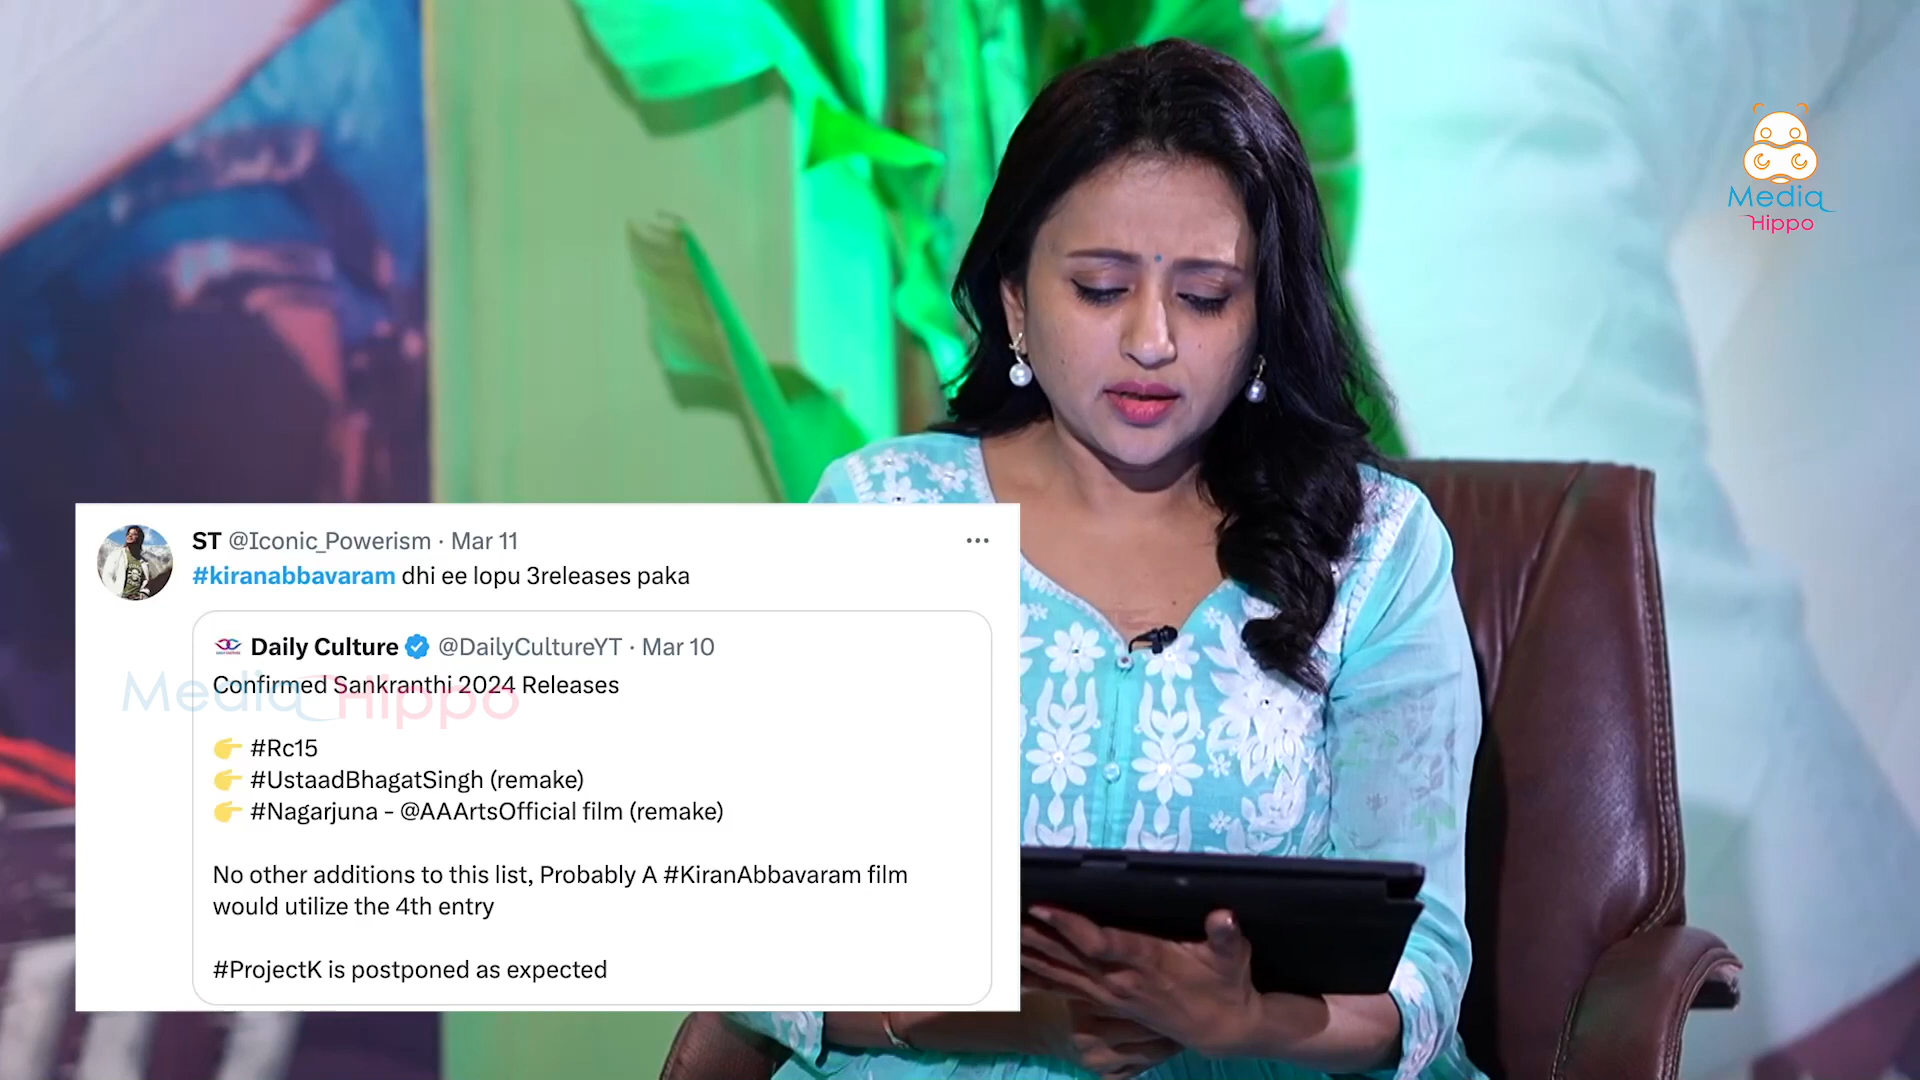 Media
Hippo
ST @Iconic_Powerism · Mar 11
#kiranabbavaram dhi ee lopu 3releases paka
Daily Culture @DailyCultureYT · Mar 10
Confirmed Sankranthi 2024 Releases
Media Hippo
👉 #Rc15
👉 #UstaadBhagatSingh (remake)
👉 #Nagarjuna - @AAArtsOfficial film (remake)
No other additions to this list, Probably A #KiranAbbavaram film
would utilize the 4th entry
#ProjectK is postponed as expected